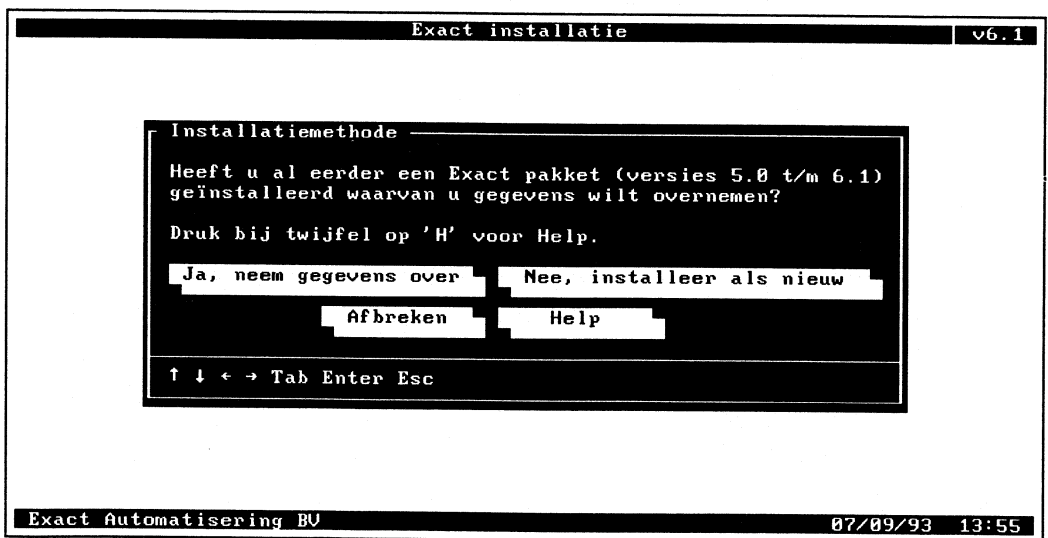 Exact installatie v6.1
Installatiemethode
Heeft u al eerder een Exact pakket (versies 5.0 t/m 6.1)
geïnstalleerd waarvan u gegevens wilt overnemen?
Druk bij twijfel op 'H' voor Help.
Ja, neem gegevens over Nee, installeer als nieuw
Afbreken Help
↑ ↓ ← → Tab Enter Esc
Exact Automatisering BV 07/09/93 13:55